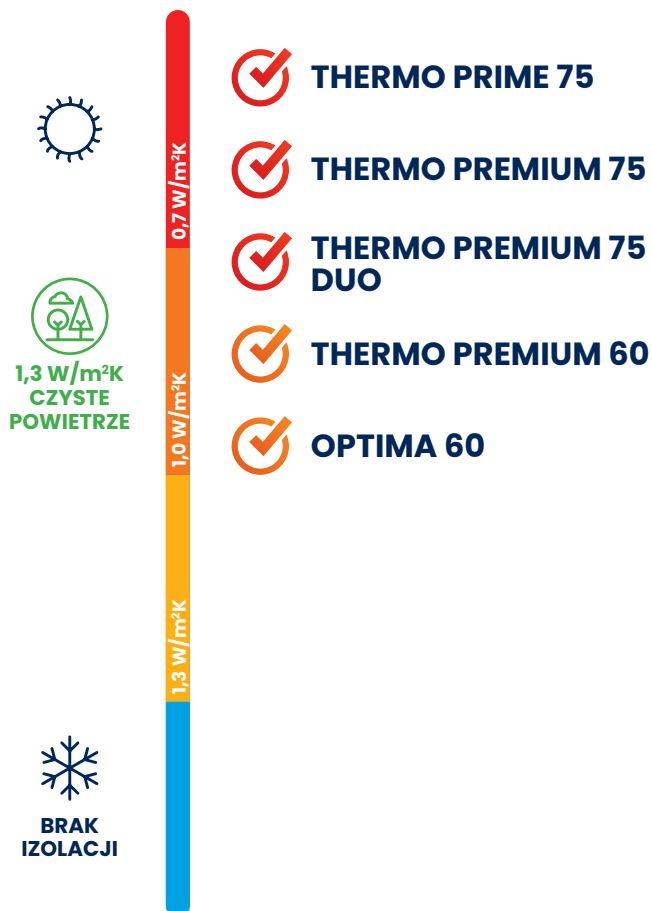 THERMO PRIME 75
0,7 W/m²K
THERMO PREMIUM 75
THERMO PREMIUM 75
DUO
THERMO PREMIUM 60
1,3 W/m²K
CZYSTE
POWIETRZE
1,0 W/m²K
OPTIMA 60
1,3 W/m²K
BRAK
IZOLACJI